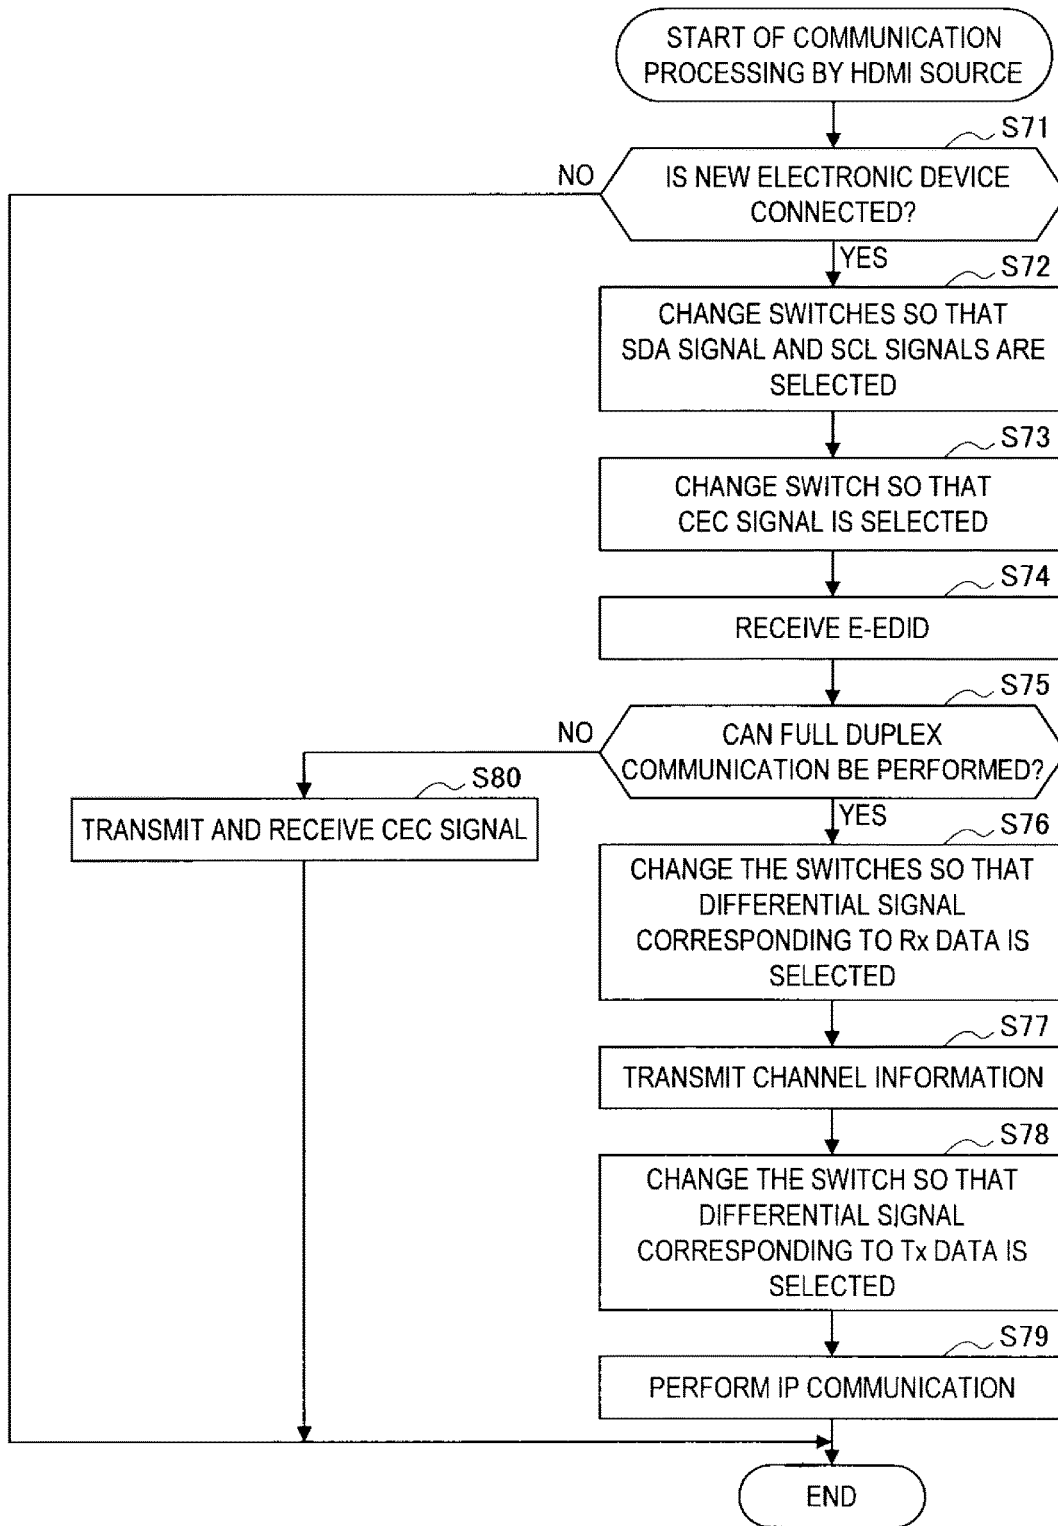 START OF COMMUNICATION
PROCESSING BY HDMI SOURCE
S71
NO
IS NEW ELECTRONIC DEVICE
CONNECTED?
YES
S72
CHANGE SWITCHES SO THAT
SDA SIGNAL AND SCL SIGNALS ARE
SELECTED
S73
CHANGE SWITCH SO THAT
CEC SIGNAL IS SELECTED
S74
RECEIVE E-EDID
S75
NO
CAN FULL DUPLEX
COMMUNICATION BE PERFORMED?
S80
TRANSMIT AND RECEIVE CEC SIGNAL
YES
S76
CHANGE THE SWITCHES SO THAT
DIFFERENTIAL SIGNAL
CORRESPONDING TO Rx DATA IS
SELECTED
S77
TRANSMIT CHANNEL INFORMATION
S78
CHANGE THE SWITCH SO THAT
DIFFERENTIAL SIGNAL
CORRESPONDING TO Tx DATA IS
SELECTED
S79
PERFORM IP COMMUNICATION
END